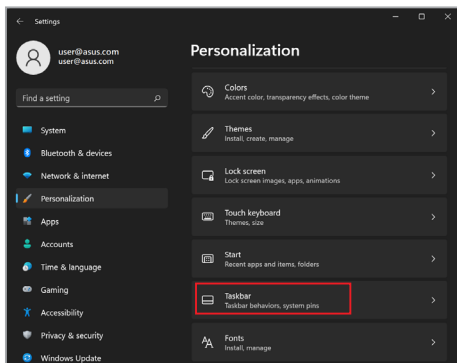 Settings
user@asus.com
user@asus.com
Find a setting
System
Bluetooth & devices
Network & internet
Personalization
Apps
Accounts
Time & language
Gaming
Accessibility
Privacy & security
Windows Update
Personalization
Colors
Accent color, transparency effects, color theme
Themes
Install, create, manage
Lock screen
Lock screen images, apps, animations
Touch keyboard
Themes, size
Start
Recent apps and items, folders
Taskbar
Taskbar behaviors, system pins
Fonts
Install, manage